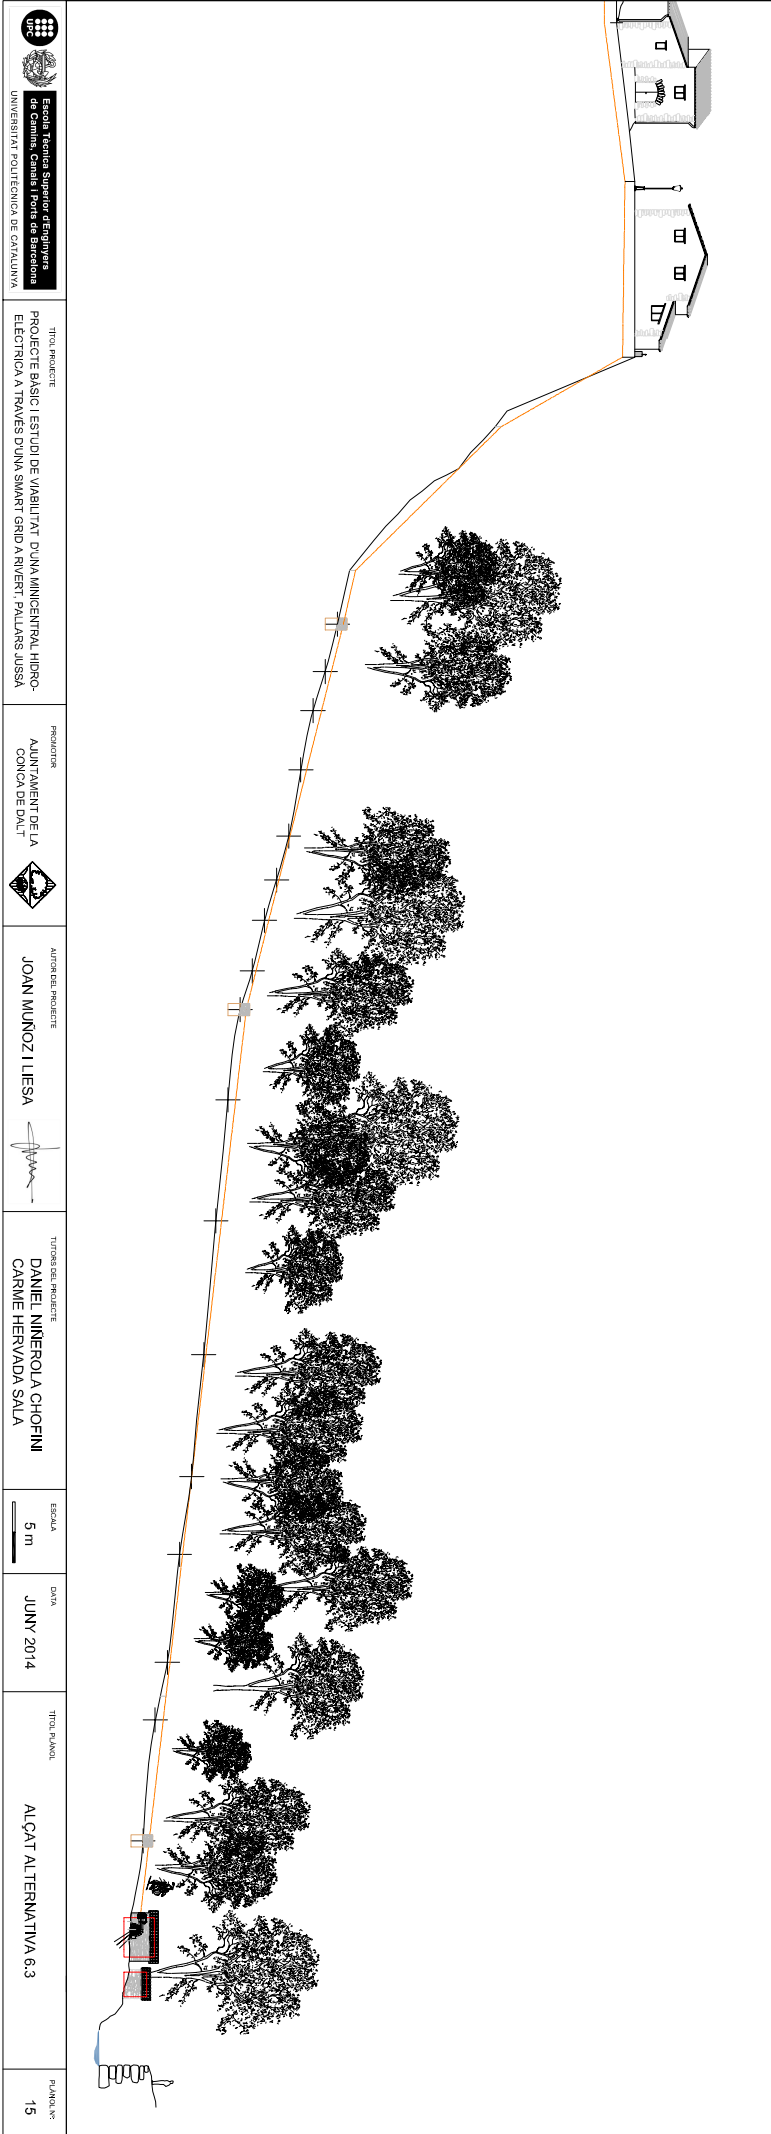 UPC
Escola Tècnica Superior d'Enginyers
de Camins, Canals i Ports de Barcelona
UNIVERSITAT POLITÈCNICA DE CATALUNYA
TÍTOL PROJECTE
PROJECTE BÀSIC I ESTUDI DE VIABILITAT D'UNA MINICENTRAL HIDRO-
ELÈCTRICA A TRAVÉS D'UNA SMART GRID A RIVERT, PALLARS JUSSÀ
PROMOTOR
AJUNTAMENT DE LA
CONCA DE DALT
AUTOR DEL PROJECTE
JOAN MUÑOZ I LIESA
TUTORS DEL PROJECTE
DANIEL NIÑEROLA CHOFINI
CARME HERVADA SALA
ESCALA
5 m
DATA
JUNY 2014
TÍTOL PLÀNOL
ALÇAT ALTERNATIVA 6.3
PLÀNOL Nº
15